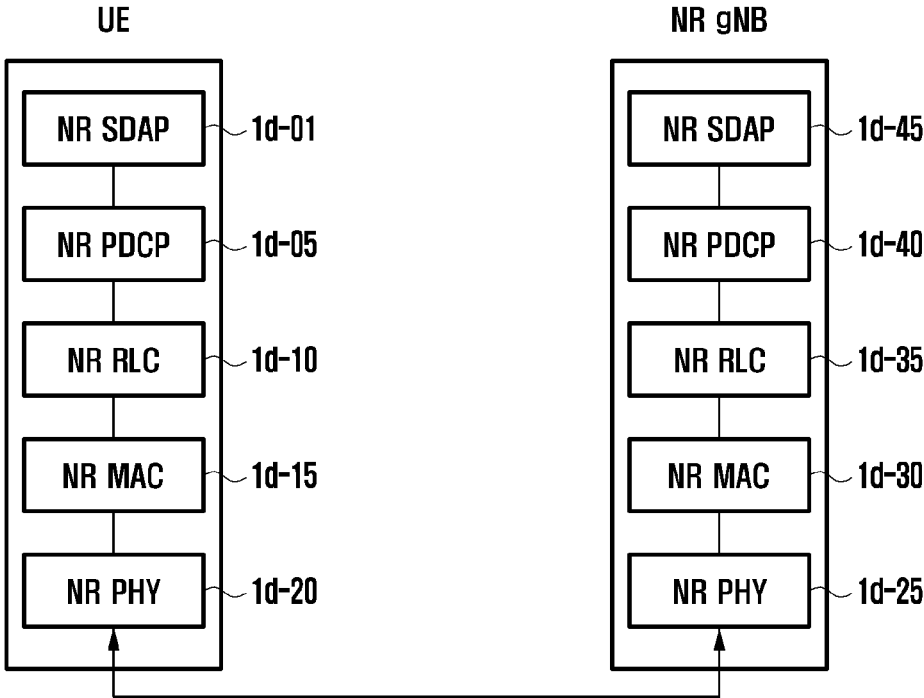 UE NR gNB
NR SDAP 1d-01 NR SDAP 1d-45
NR PDCP 1d-05 NR PDCP 1d-40
NR RLC 1d-10 NR RLC 1d-35
NR MAC 1d-15 NR MAC 1d-30
NR PHY 1d-20 NR PHY 1d-25